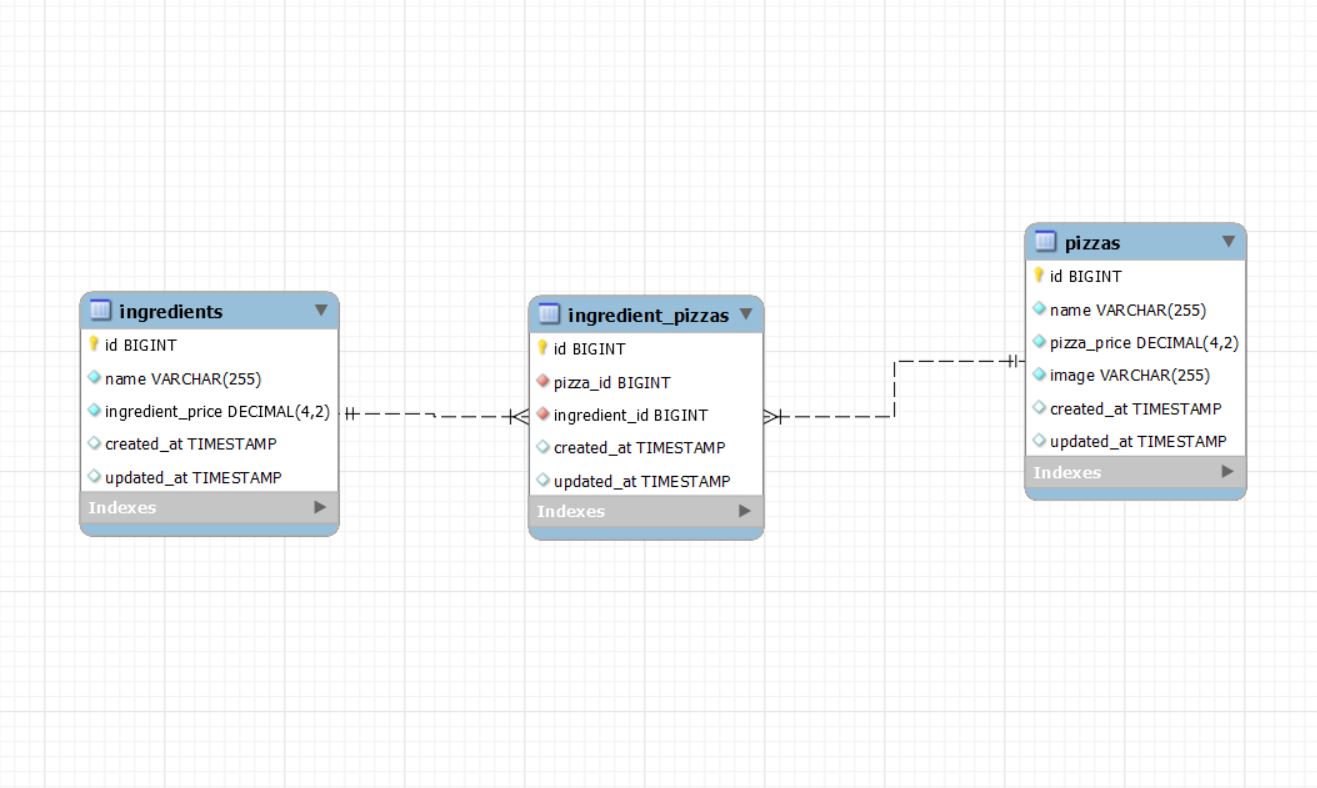 ingredients
id BIGINT
name VARCHAR(255)
ingredient_price DECIMAL(4,2)
created_at TIMESTAMP
updated_at TIMESTAMP
Indexes
ingredient_pizzas
id BIGINT
pizza_id BIGINT
ingredient_id BIGINT
created_at TIMESTAMP
updated_at TIMESTAMP
Indexes
pizzas
id BIGINT
name VARCHAR(255)
pizza_price DECIMAL(4,2)
image VARCHAR(255)
created_at TIMESTAMP
updated_at TIMESTAMP
Indexes